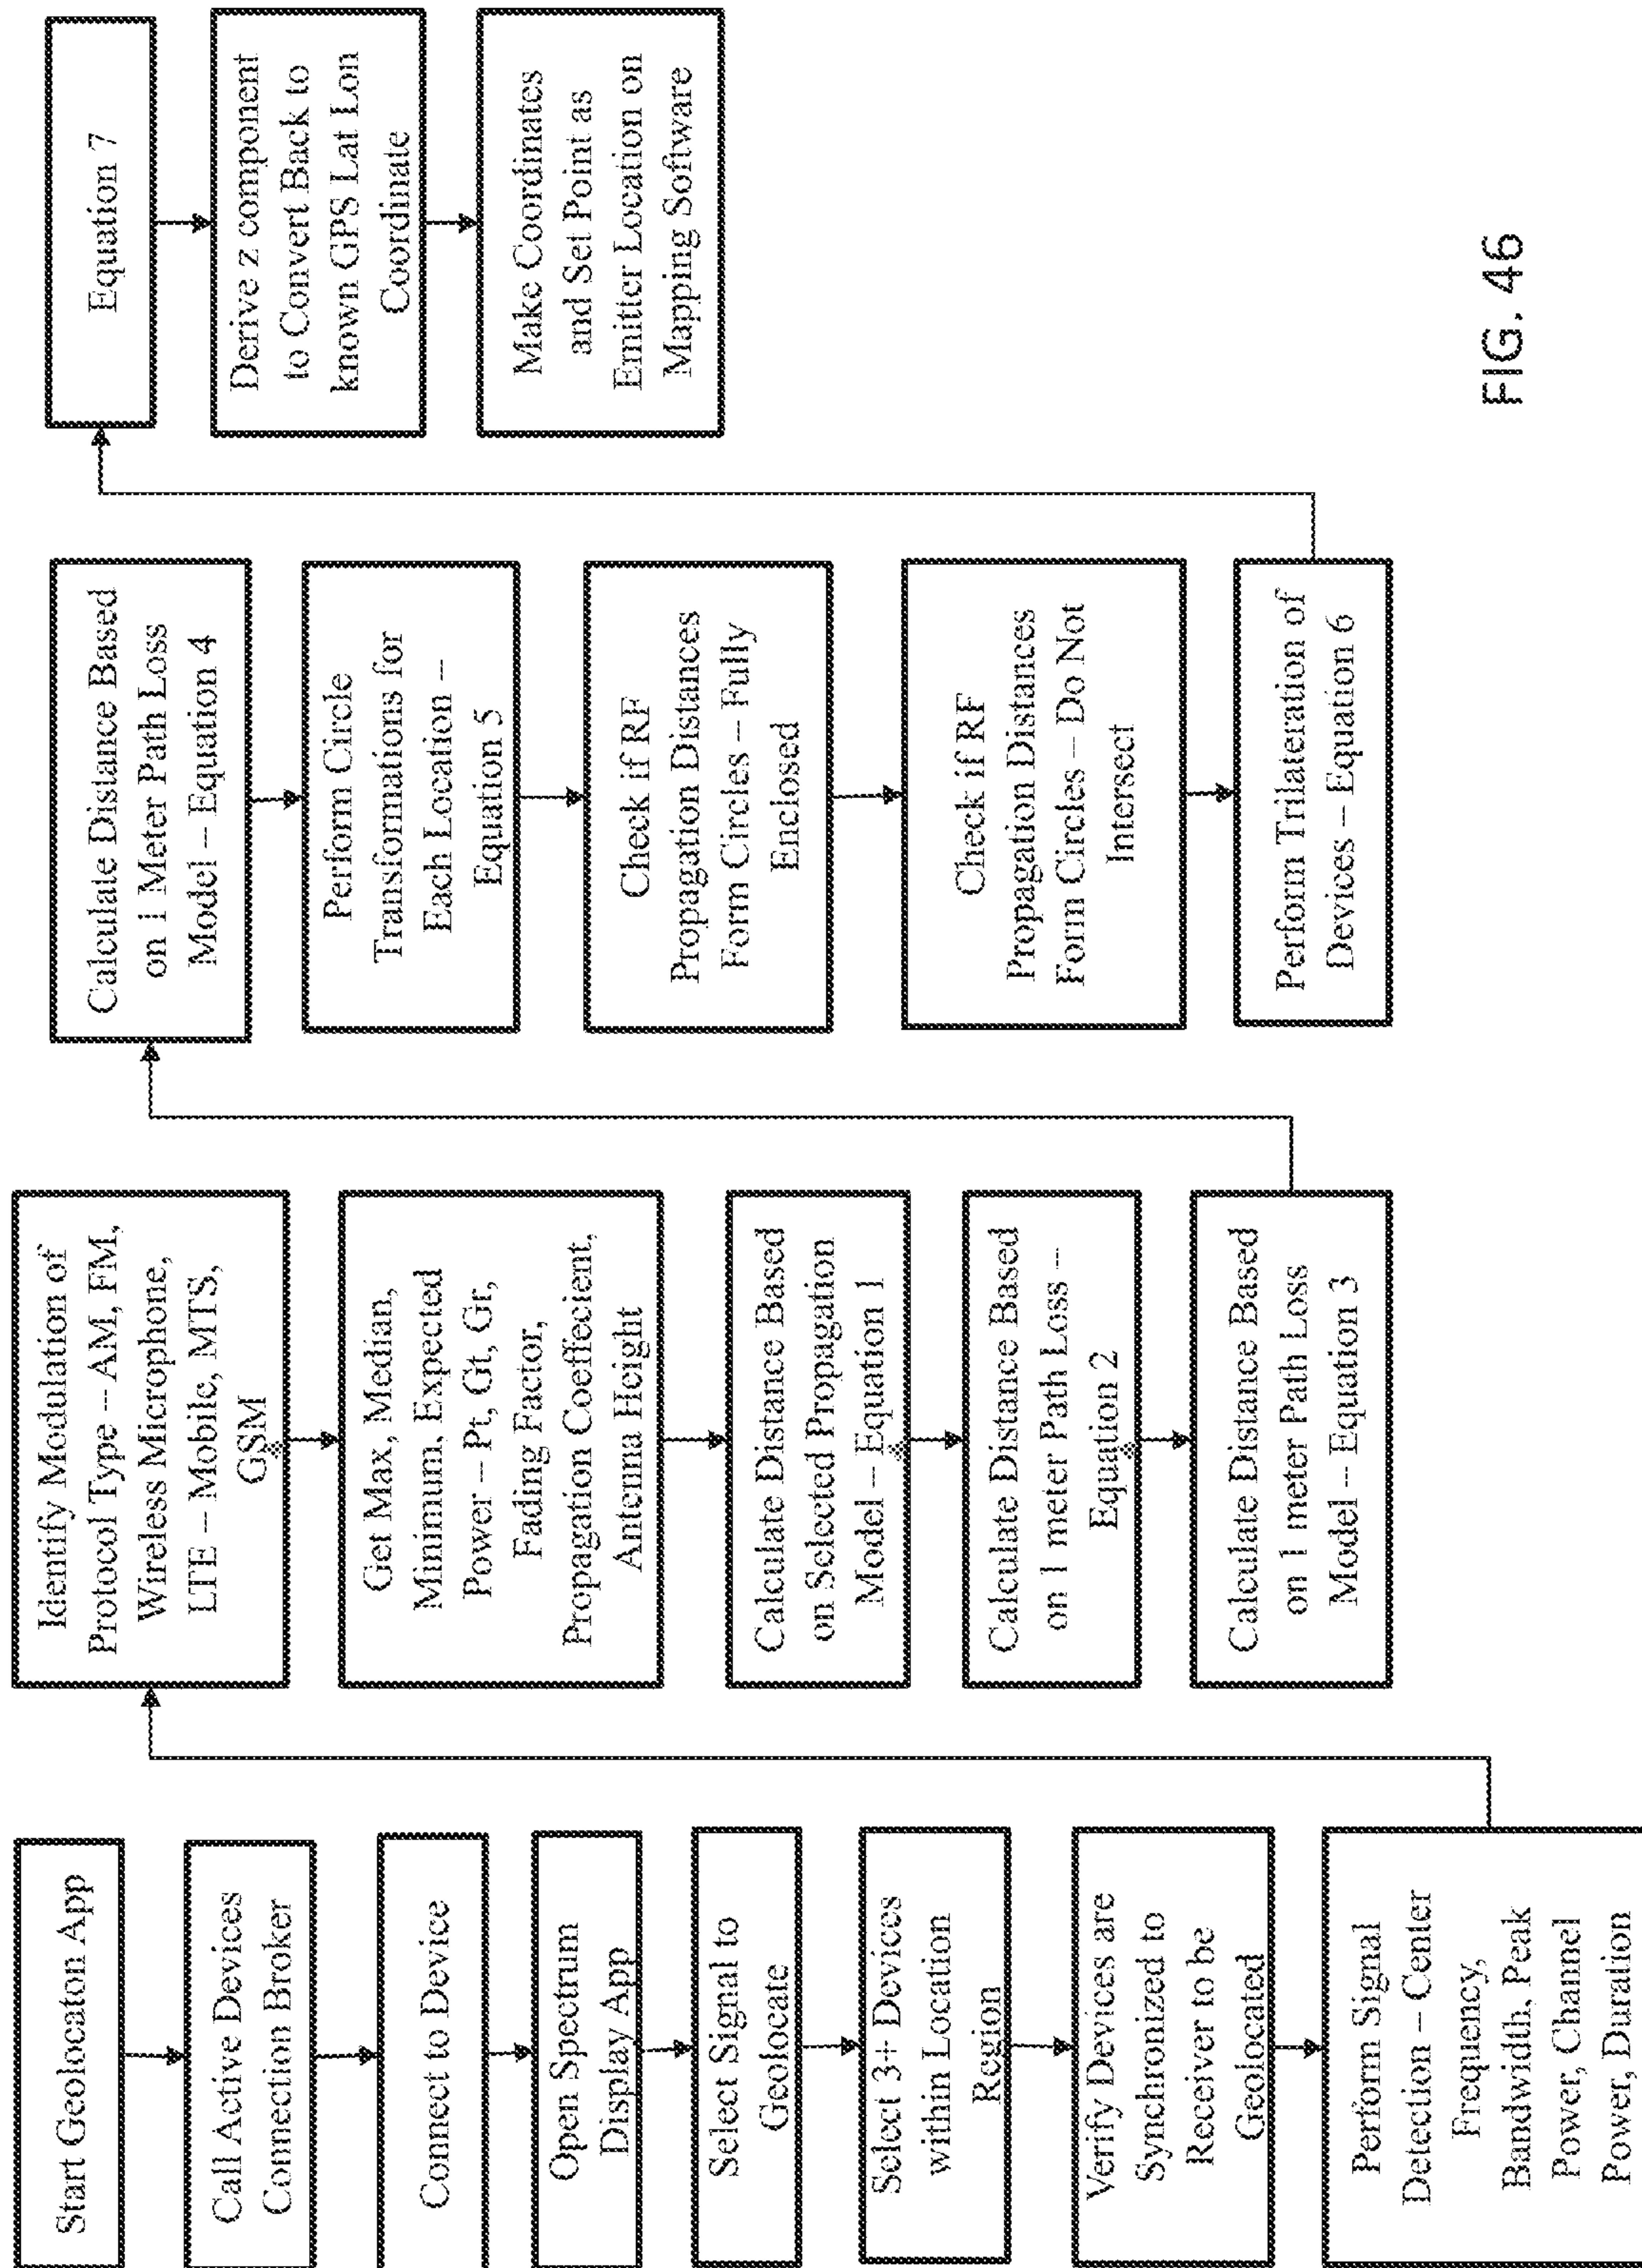 Start Geolocaton App
Call Active Devices
Connection Broker
Connect to Device
Open Spectrum
Display App
Select Signal to
Geolocate
Select 3+ Devices
within Location
Region
Verify Devices are
Synchronized to
Receiver to be
Geolocated
Perform Signal
Detection – Center
Frequency,
Bandwidth, Peak
Power, Channel
Power, Duration
Identify Modulation of
Protocol Type – AM, FM,
Wireless Microphone,
LTE – Mobile, MTS,
GSM
Get Max, Median,
Minimum, Expected
Power – Pt, Gt, Gr,
Fading Factor,
Propagation Coeffecient,
Antenna Height
Calculate Distance Based
on Selected Propagation
Model – Equation 1
Calculate Distance Based
on 1 meter Path Loss –
Equation 2
Calculate Distance Based
on 1 meter Path Loss
Model – Equation 3
Calculate Distance Based
on 1 Meter Path Loss
Model – Equation 4
Perform Circle
Transformations for
Each Location –
Equation 5
Check if RF
Propagation Distances
Form Circles – Fully
Enclosed
Check if RF
Propagation Distances
Form Circles – Do Not
Intersect
Perform Trilateration of
Devices – Equation 6
Equation 7
Derive z component
to Convert Back to
known GPS Lat Lon
Coordinate
Make Coordinates
and Set Point as
Emitter Location on
Mapping Software
FIG. 46